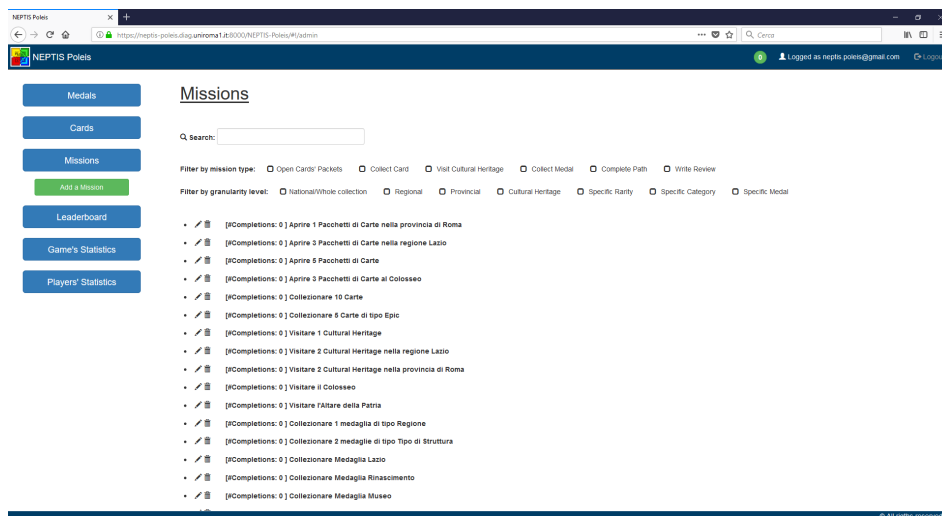 NEPTIS Poleis
https://neptis-poleis.diag.uniroma1.it:8000/NEPTIS-Poleis/#!/admin
Cerca
NEPTIS Poleis
0
Logged as neptis.poleis@gmail.com
Logou
Medals
Cards
Missions
Add a Mission
Leaderboard
Game's Statistics
Players' Statistics
Missions
Search:
Filter by mission type: Open Cards' Packets Collect Card Visit Cultural Heritage Collect Medal Complete Path Write Review
Filter by granularity level: National/Whole collection Regional Provincial Cultural Heritage Specific Rarity Specific Category Specific Medal
[#Completions: 0 ] Aprire 1 Pacchetti di Carte nella provincia di Roma
[#Completions: 0 ] Aprire 3 Pacchetti di Carte nella regione Lazio
[#Completions: 0 ] Aprire 5 Pacchetti di Carte
[#Completions: 0 ] Aprire 3 Pacchetti di Carte al Colosseo
[#Completions: 0 ] Collezionare 10 Carte
[#Completions: 0 ] Collezionare 5 Carte di tipo Epic
[#Completions: 0 ] Visitare 1 Cultural Heritage
[#Completions: 0 ] Visitare 2 Cultural Heritage nella regione Lazio
[#Completions: 0 ] Visitare 2 Cultural Heritage nella provincia di Roma
[#Completions: 0 ] Visitare il Colosseo
[#Completions: 0 ] Visitare l'Altare della Patria
[#Completions: 0 ] Collezionare 1 medaglia di tipo Regione
[#Completions: 0 ] Collezionare 2 medaglie di tipo Tipo di Struttura
[#Completions: 0 ] Collezionare Medaglia Lazio
[#Completions: 0 ] Collezionare Medaglia Rinascimento
[#Completions: 0 ] Collezionare Medaglia Museo